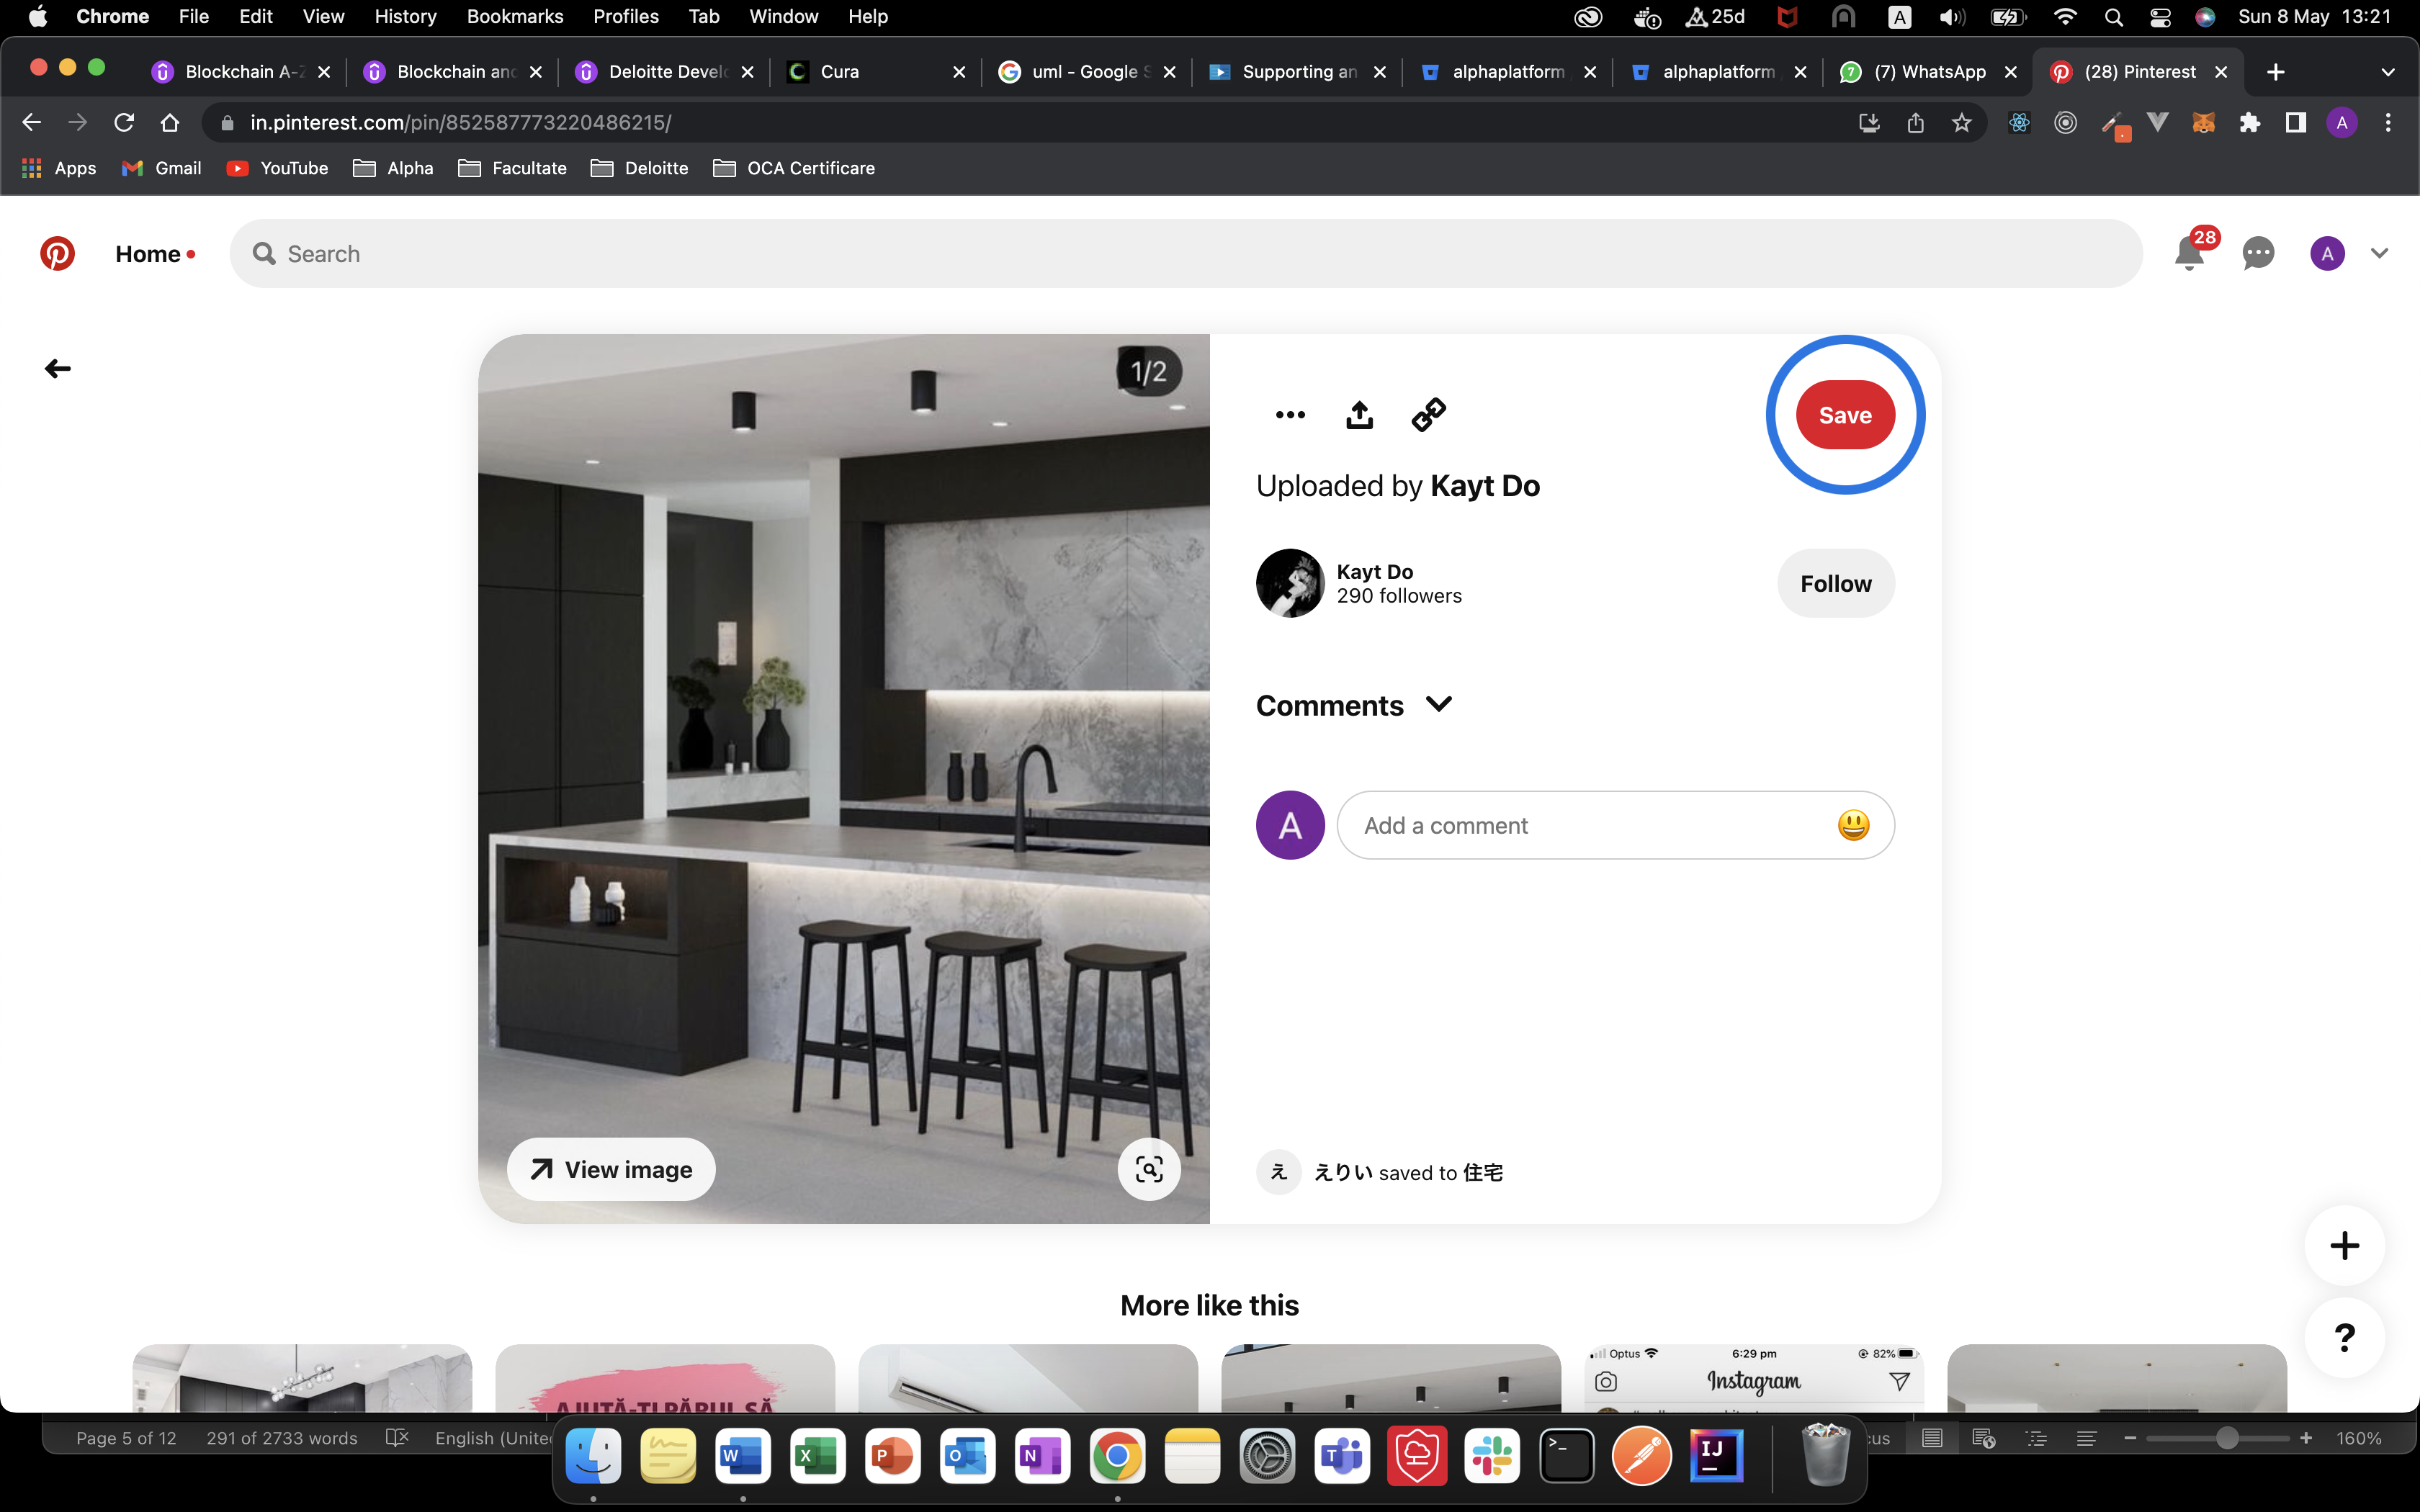 Chrome File Edit View History Bookmarks Profiles Tab Window Help 25d A Sun 8 May 13:21
Blockchain A-Z Blockchain and Deloitte Develo Cura uml - Google S Supporting an alphaplatform alphaplatform (7) WhatsApp (28) Pinterest
in.pinterest.com/pin/852587773220486215/
Apps Gmail YouTube Alpha Facultate Deloitte OCA Certificare
Home Search 28 A
1/2
Save
Uploaded by Kayt Do
Kayt Do
290 followers
Follow
Comments
A Add a comment
View image
え えりい saved to 住宅
More like this
Optus 6:29 pm 82%
Instagram
AJUTĂ-ȚI PĂRUL SĂ
Page 5 of 12 291 of 2733 words English (Unite cus 160%